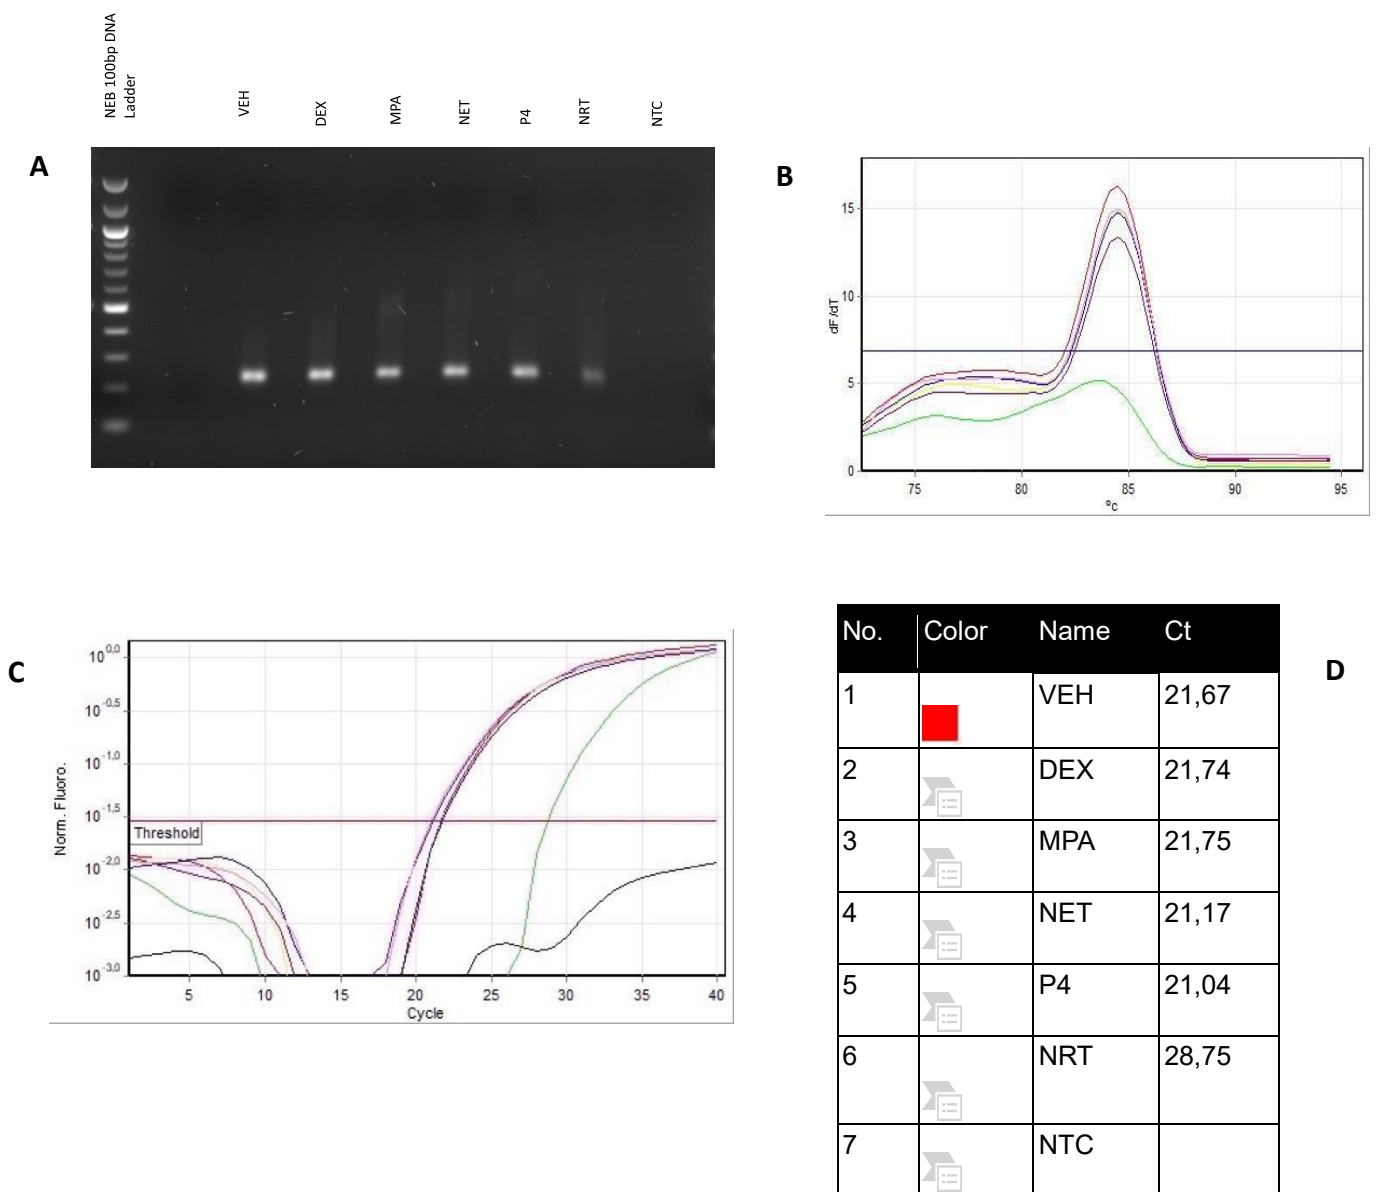 NEB 100bp DNA
Ladder
VEH
DEX
MPA
NET
P4
NRT
NTC
A
B
15
10
5
0
dF/dT
75
80
85
90
95
ºc
C
10 0,0
10 -0,5
10 -1,0
10 -1,5
10 -2,0
10 -2,5
10 -3,0
Norm. Fluoro.
Threshold
5
10
15
20
25
30
35
40
Cycle
D
No. Color Name Ct
1 VEH 21,67
2 DEX 21,74
3 MPA 21,75
4 NET 21,17
5 P4 21,04
6 NRT 28,75
7 NTC